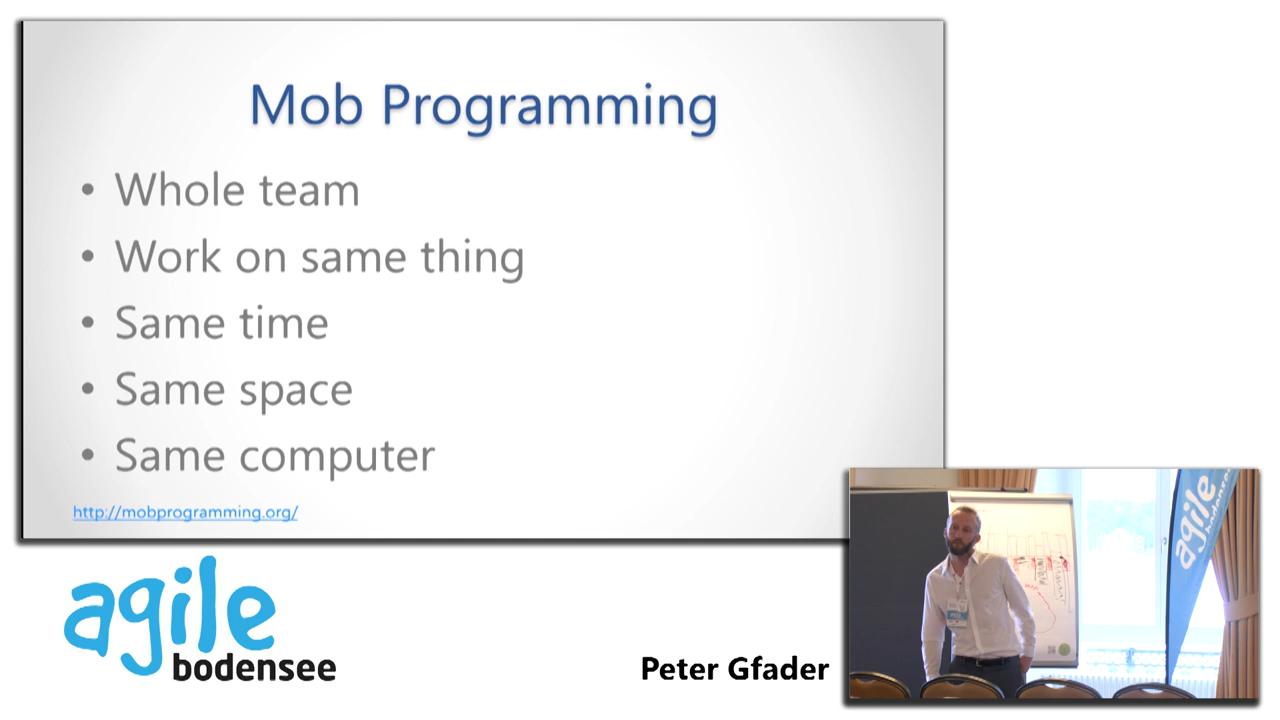 Mob Programming
• Whole team
• Work on same thing
• Same time
• Same space
• Same computer
http://mobprogramming.org/
agile
bodensee
Peter Gfader
agile
bodensee